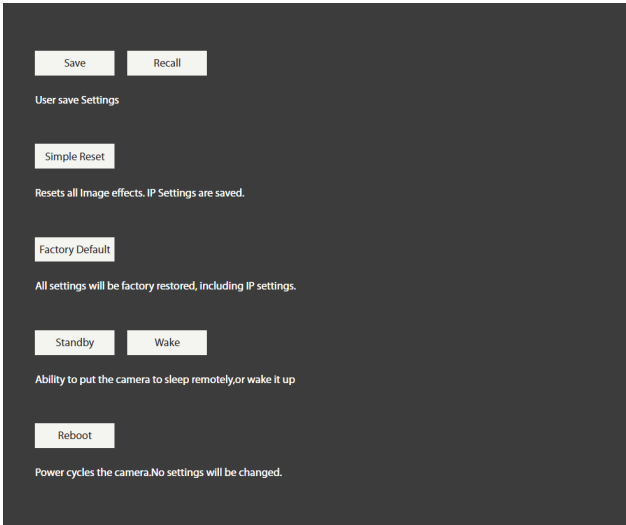 Save Recall
User save Settings
Simple Reset
Resets all Image effects. IP Settings are saved.
Factory Default
All settings will be factory restored, including IP settings.
Standby Wake
Ability to put the camera to sleep remotely,or wake it up
Reboot
Power cycles the camera.No settings will be changed.